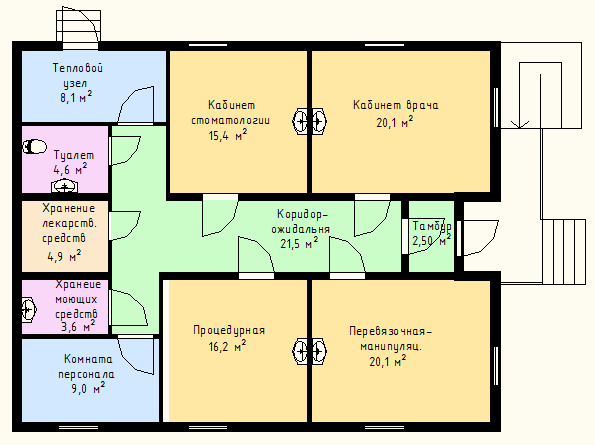 Тепловой
узел
8,1 м²
Кабинет
стоматологии
15,4 м²
Кабинет врача
20,1 м²
Туалет
4,6 м²
Хранение
лекарств.
средств
4,9 м²
Коридор-
ожидальня
21,5 м²
Тамбур
2,50 м²
Хранеие
моющих
средств
3,6 м²
Процедурная
16,2 м²
Перевязочная-
манипуляц.
20,1 м²
Комната
персонала
9,0 м²